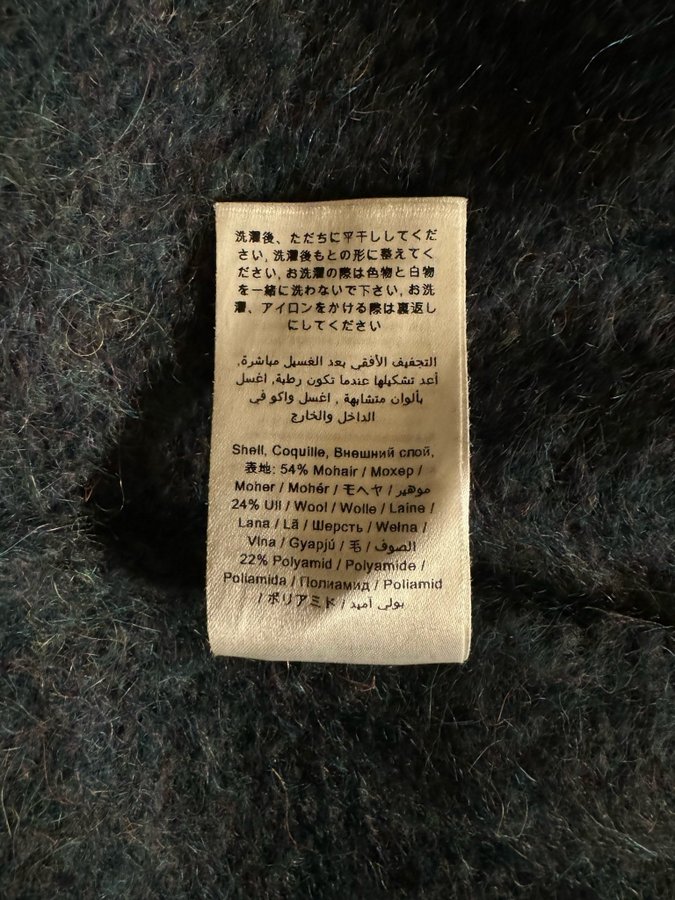 洗濯後、ただちに平干ししてくだ
さい, 洗濯後もとの形に整えてく
ださい, お洗濯の際は色物と白物
を一緒に洗わないで下さい, お洗
濯、アイロンをかける際は裏返し
にしてください
التجفيف الأفقي بعد الغسيل مباشرة,
أعد تشكيلها عندما تكون رطبة, اغسل
بألوان متشابهة , اغسل واكو في
الداخل والخارج
Shell, Coquille, Внешний слой,
表地: 54% Mohair / Мохер /
Moher / Mohér / モヘヤ / موهير
24% Ull / Wool / Wolle / Laine /
Lana / Lã / Шерсть / Wełna /
Vlna / Gyapjú / 毛 / الصوف
22% Polyamid / Polyamide /
Poliamida / Полиамид / Poliamid
/ ポリアミド / بولي أميد